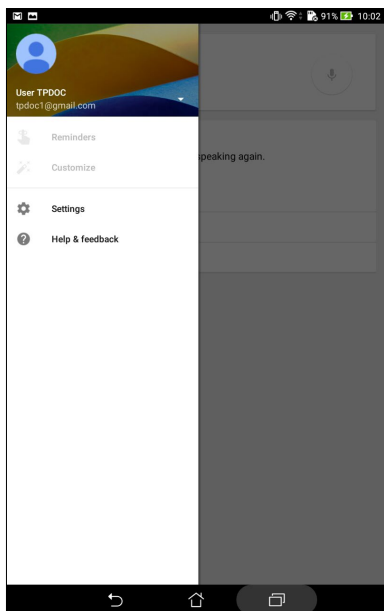 91% 10:02
User TPDOC
tpdoc1@gmail.com
Reminders
Customize
speaking again.
Settings
Help & feedback